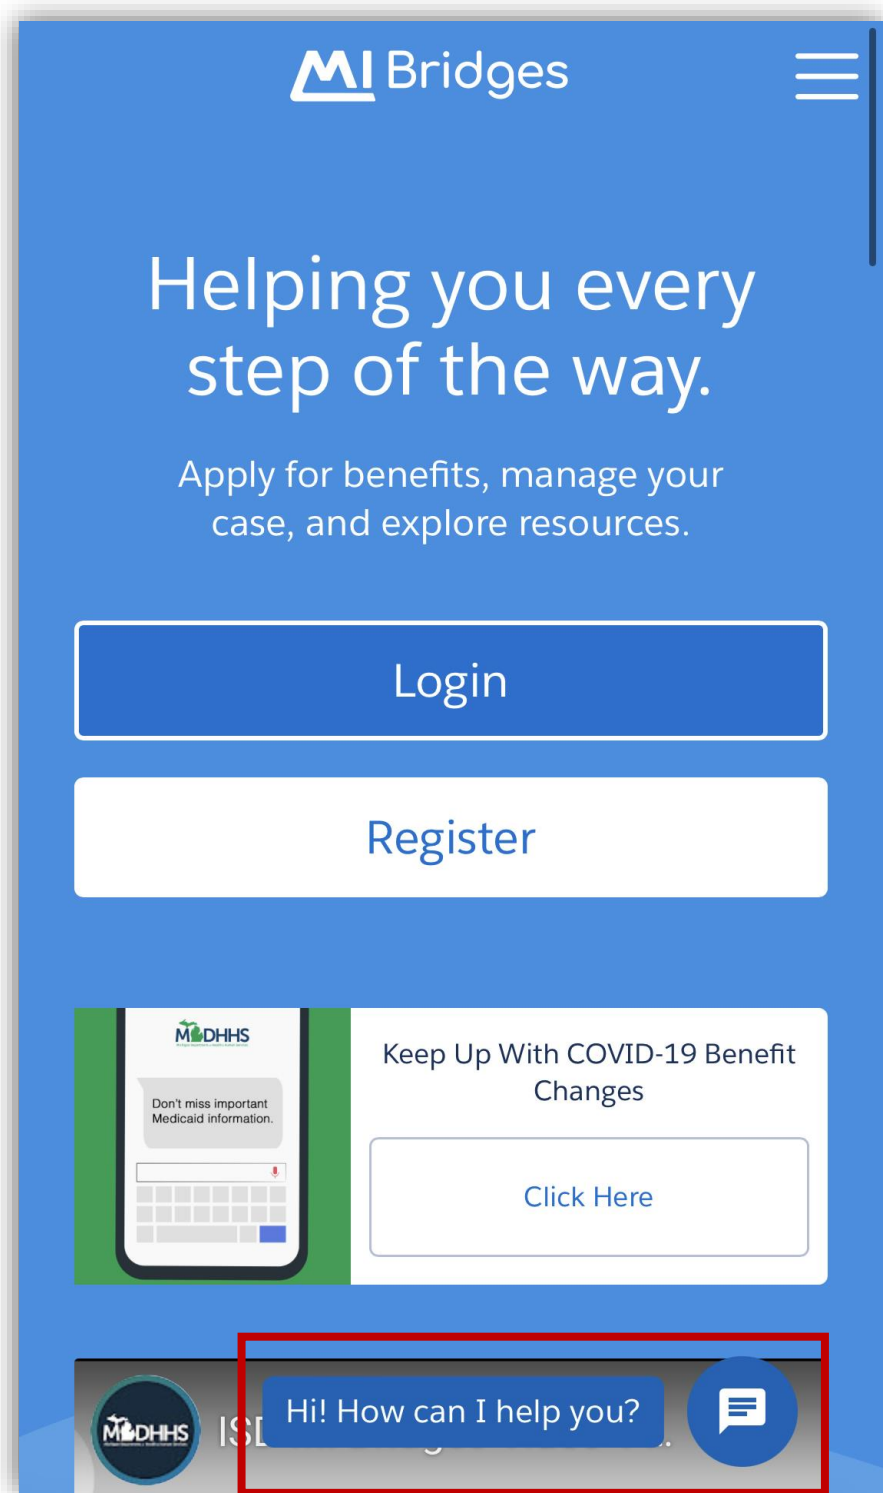 MI Bridges
Helping you every
step of the way.
Apply for benefits, manage your
case, and explore resources.
Login
Register
MDHHS
Don't miss important
Medicaid information.
Keep Up With COVID-19 Benefit
Changes
Click Here
MDHHS
Hi! How can I help you?